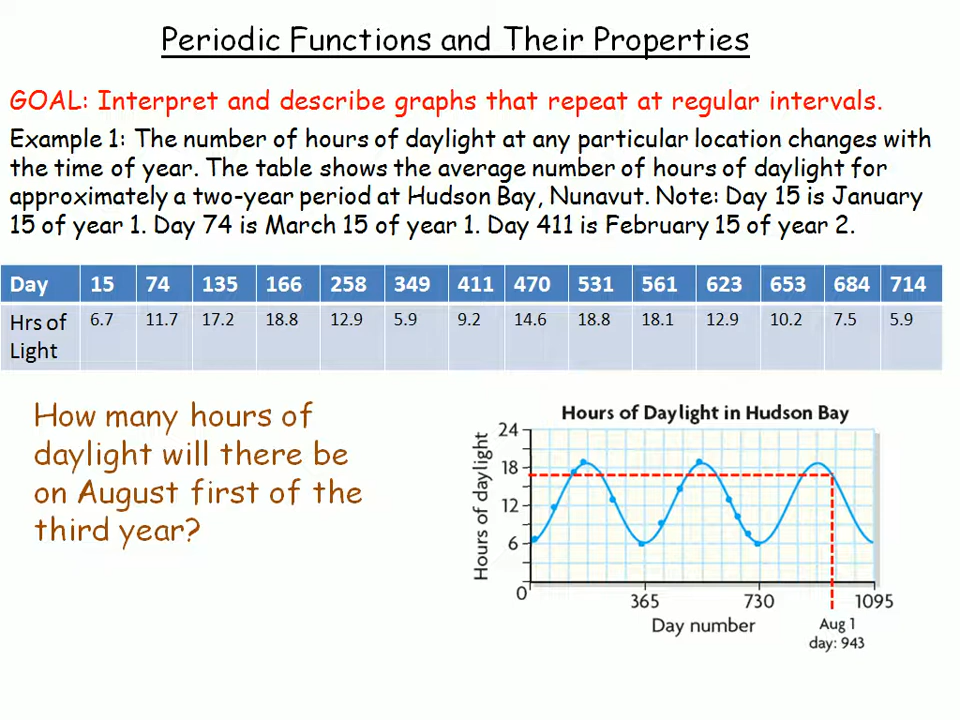 Periodic Functions and Their Properties
GOAL: Interpret and describe graphs that repeat at regular intervals.
Example 1: The number of hours of daylight at any particular location changes with
the time of year. The table shows the average number of hours of daylight for
approximately a two-year period at Hudson Bay, Nunavut. Note: Day 15 is January
15 of year 1. Day 74 is March 15 of year 1. Day 411 is February 15 of year 2.
Day 15 74 135 166 258 349 411 470 531 561 623 653 684 714
Hrs of 6.7 11.7 17.2 18.8 12.9 5.9 9.2 14.6 18.8 18.1 12.9 10.2 7.5 5.9
Light
How many hours of
daylight will there be
on August first of the
third year?
Hours of Daylight in Hudson Bay
Hours of daylight
24
18
12
6
0
365 730 1095
Day number
Aug 1
day: 943